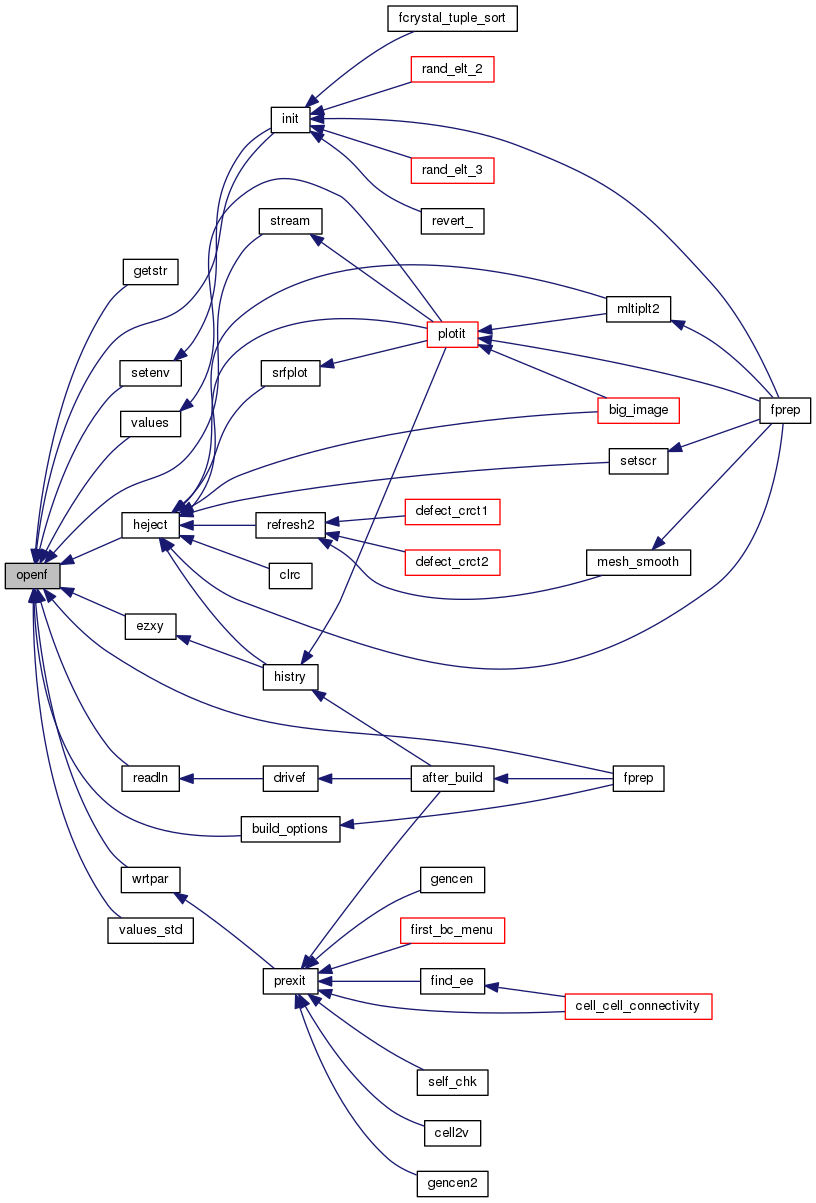 fcrystal_tuple_sort
rand_elt_2
init
rand_elt_3
revert_
stream
getstr
mltiplt2
plotit
setenv
srfplot
values
big_image
fprep
setscr
heject
refresh2
defect_crct1
defect_crct2
mesh_smooth
openf
clrc
ezxy
histry
readln
drivef
after_build
fprep
build_options
wrtpar
gencen
values_std
first_bc_menu
prexit
find_ee
cell_cell_connectivity
self_chk
cell2v
gencen2